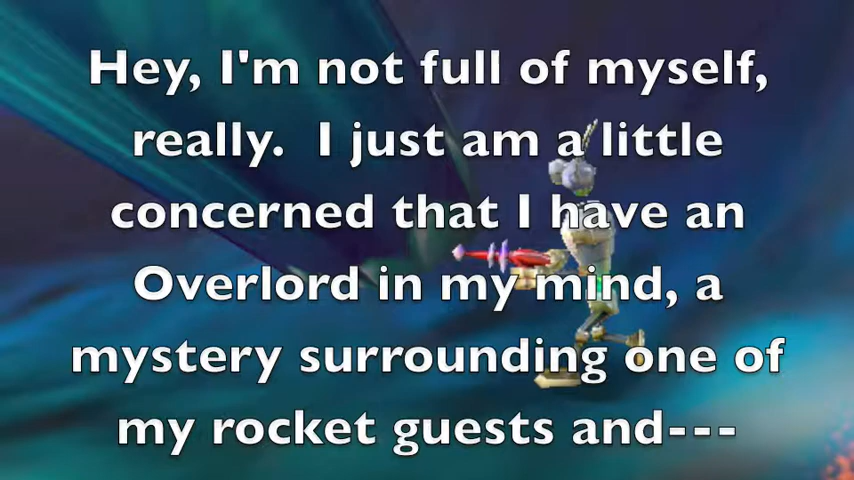 Hey, I'm not full of myself,
really.  I just am a little
concerned that I have an
Overlord in my mind, a
mystery surrounding one of
my rocket guests and---